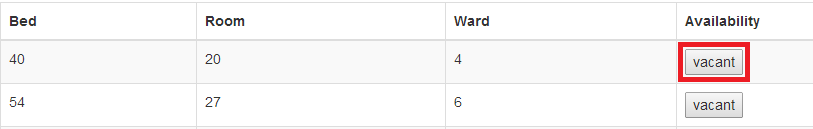 Bed Room Ward Availability
40 20 4 vacant
54 27 6 vacant